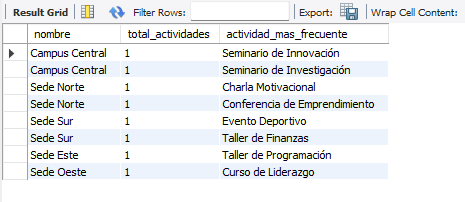 Result Grid Filter Rows: Export: Wrap Cell Content:
nombre total_actividades actividad_mas_frecuente
Campus Central 1 Seminario de Innovación
Campus Central 1 Seminario de Investigación
Sede Norte 1 Charla Motivacional
Sede Norte 1 Conferencia de Emprendimiento
Sede Sur 1 Evento Deportivo
Sede Sur 1 Taller de Finanzas
Sede Este 1 Taller de Programación
Sede Oeste 1 Curso de Liderazgo